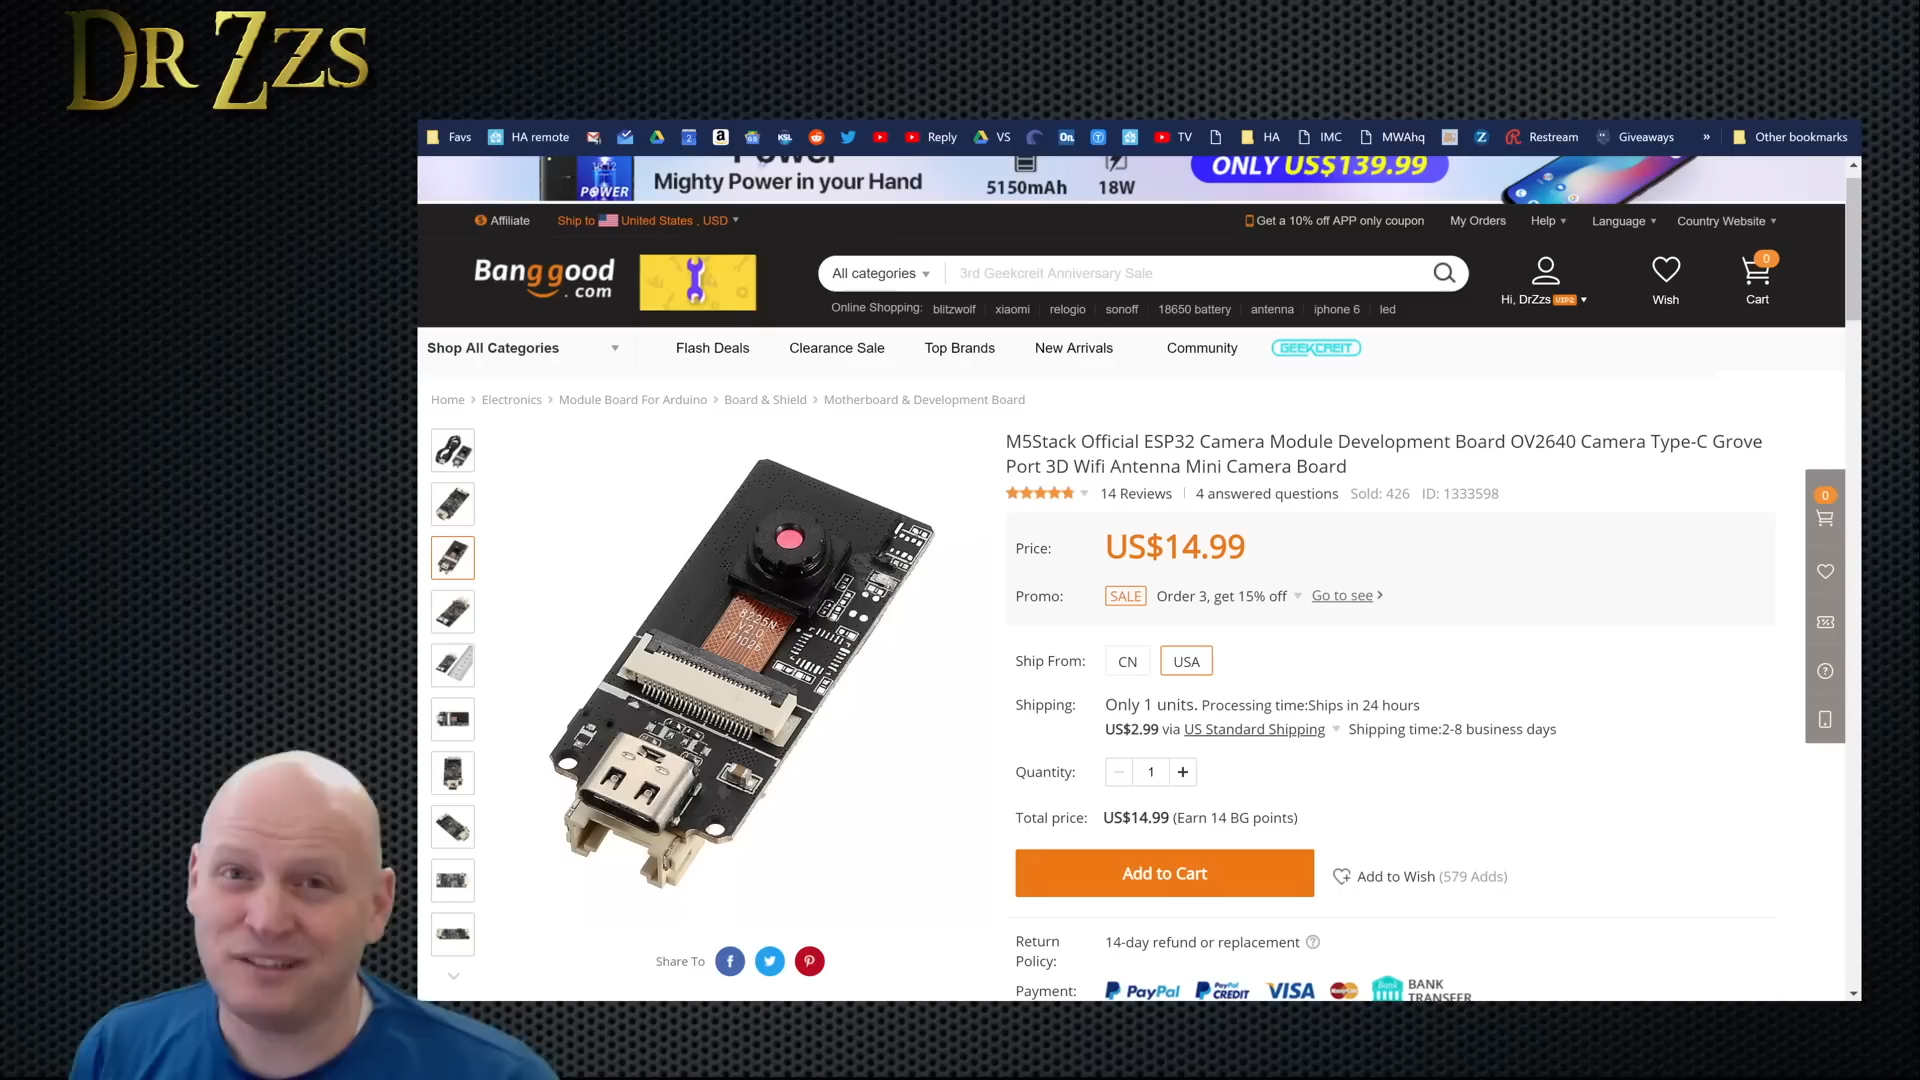 DR ZZS
Favs
HA remote
2
Reply
VS
On
TV
HA
IMC
MWAhq
Z
Restream
Giveaways
»
Other bookmarks
POWER
Mighty Power in your Hand
5150mAh
18W
ONLY US$139.99
Affiliate
Ship to United States , USD
Get a 10% off APP only coupon
My Orders
Help
Language
Country Website
Banggood
.com
All categories
3rd Geekcreit Anniversary Sale
Online Shopping: blitzwolf xiaomi relogio sonoff 18650 battery antenna iphone 6 led
Hi, DrZzs VIP2
Wish
0
Cart
Shop All Categories
Flash Deals
Clearance Sale
Top Brands
New Arrivals
Community
GEEKCREIT
Home > Electronics > Module Board For Arduino > Board & Shield > Motherboard & Development Board
M5Stack Official ESP32 Camera Module Development Board OV2640 Camera Type-C Grove
Port 3D Wifi Antenna Mini Camera Board
14 Reviews
4 answered questions
Sold: 426
ID: 1333598
Price: US$14.99
Promo: SALE Order 3, get 15% off Go to see >
Ship From: CN USA
Shipping: Only 1 units. Processing time:Ships in 24 hours
US$2.99 via US Standard Shipping Shipping time:2-8 business days
Quantity: − 1 +
Total price: US$14.99 (Earn 14 BG points)
Add to Cart
Add to Wish (579 Adds)
Return
Policy:
14-day refund or replacement
Payment: PayPal PayPal CREDIT VISA MasterCard Bank BANK
TRANSFER
8225N
V2.0
71026
Share To
0